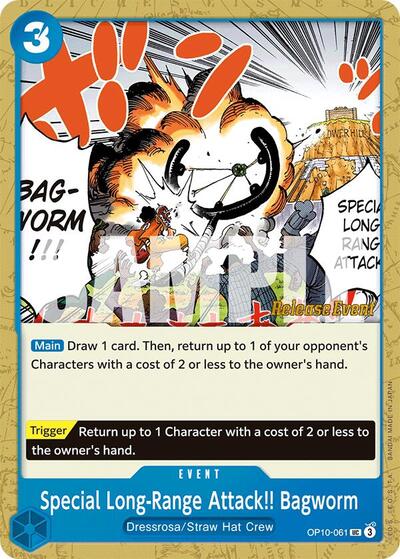 3
BAG-
WORM
!!!
SPECIAL
LONG
RANGE
ATTACK
ReleaseEvent
Main Draw 1 card. Then, return up to 1 of your opponent's
Characters with a cost of 2 or less to the owner's hand.
Trigger Return up to 1 Character with a cost of 2 or less to
the owner's hand.
EVENT
Special Long-Range Attack!! Bagworm
Dressrosa/Straw Hat Crew
OP10-061 UC 3